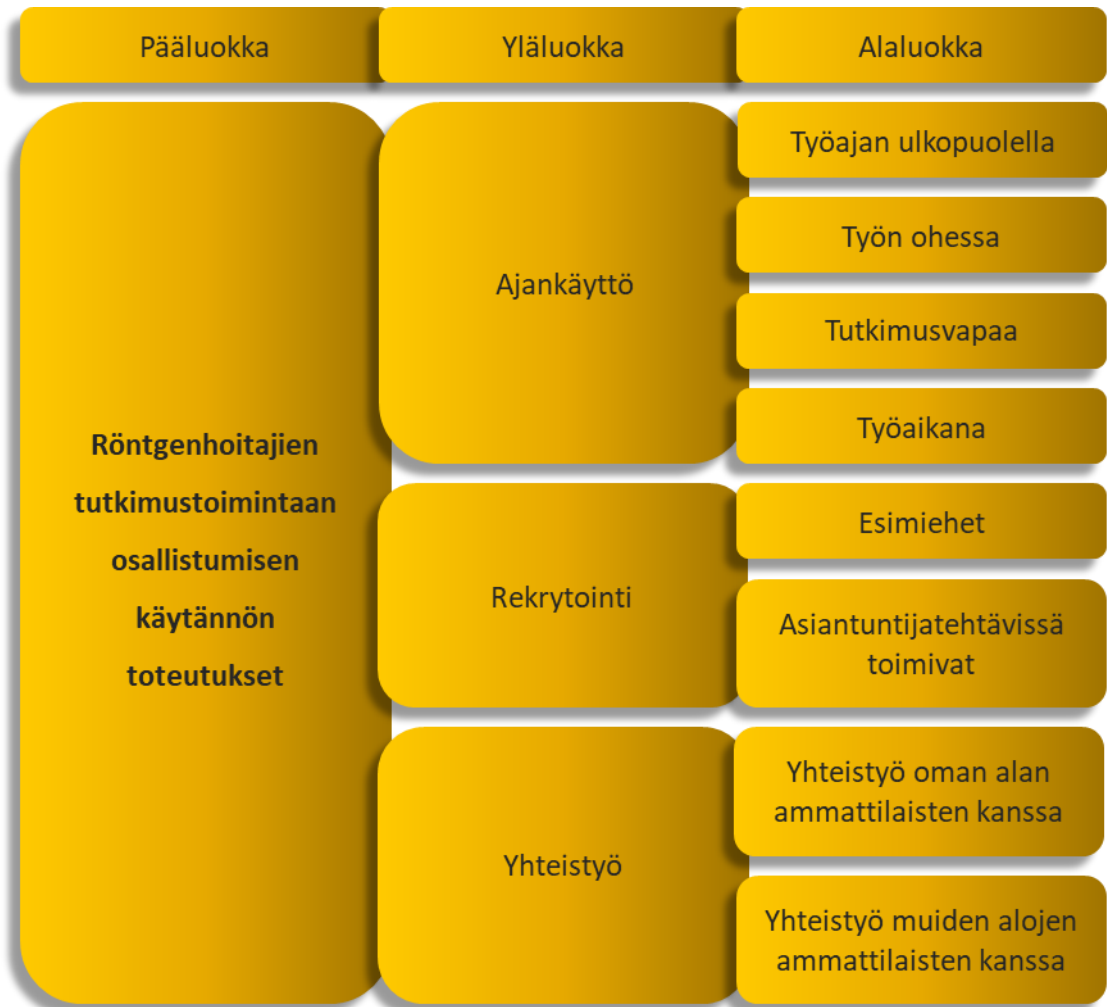 Pääluokka
Yläluokka
Alaluokka
Röntgenhoitajien
tutkimustoimintaan
osallistumisen
käytännön
toteutukset
Ajankäyttö
Työajan ulkopuolella
Työn ohessa
Tutkimusvapaa
Työaikana
Rekrytointi
Esimiehet
Asiantuntijatehtävissä
toimivat
Yhteistyö
Yhteistyö oman alan
ammattilaisten kanssa
Yhteistyö muiden alojen
ammattilaisten kanssa